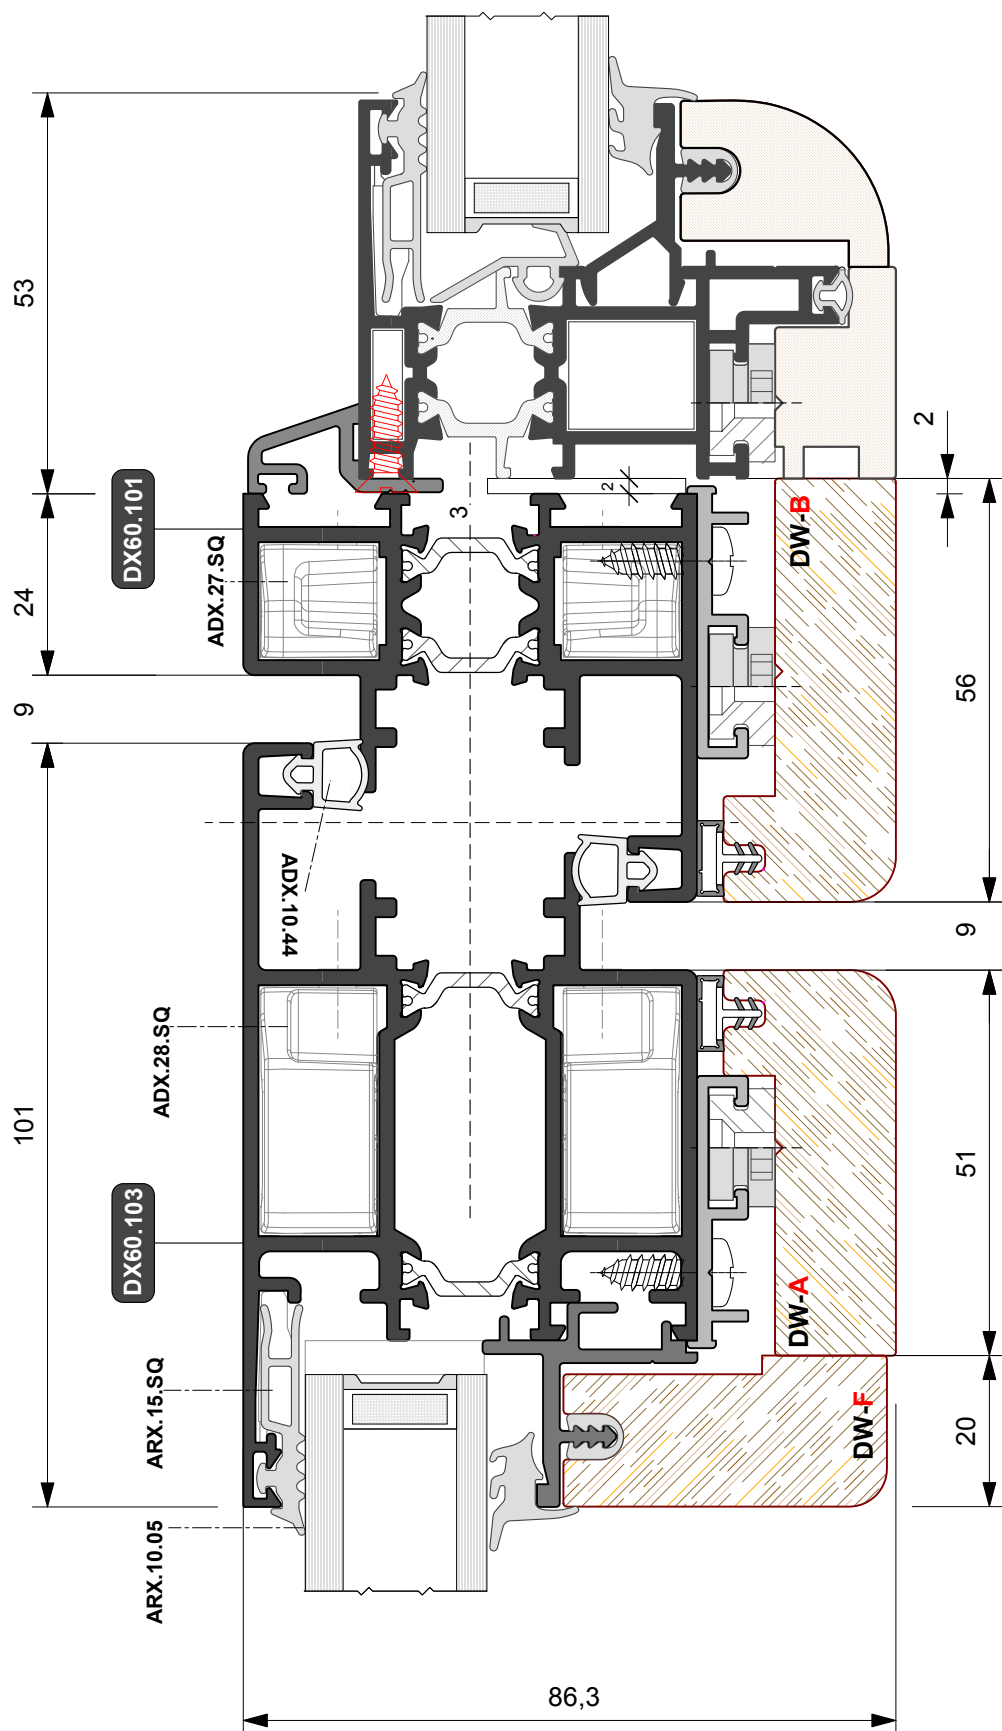 53
24
9
101
DX60.101
ADX.27.SQ
ADX.10.44
ADX.28.SQ
DX60.103
ARX.15.SQ
ARX.10.05
3
2
2
DW-B
56
9
51
DW-A
DW-F
20
86,3